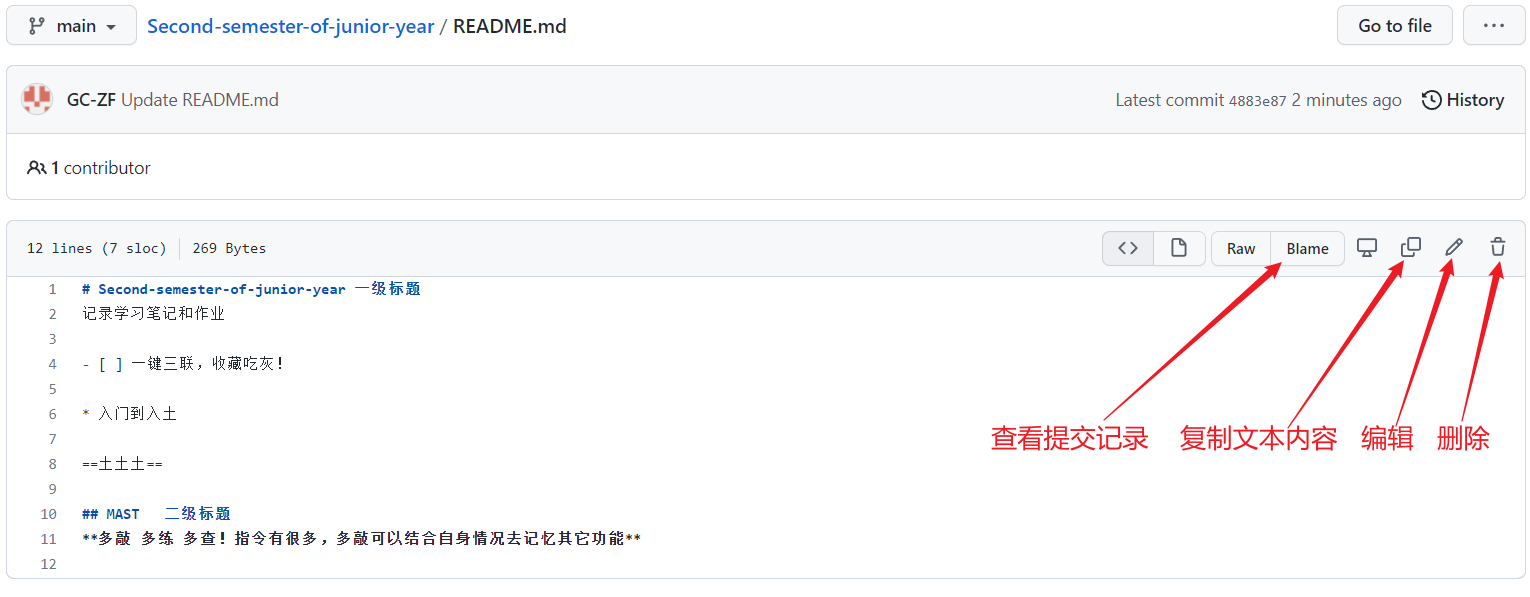 main
Second-semester-of-junior-year / README.md
Go to file
...
GC-ZF Update README.md
Latest commit 4883e87 2 minutes ago
History
1 contributor
12 lines (7 sloc)
269 Bytes
<>
Raw
Blame
1 # Second-semester-of-junior-year 一级标题
2 记录学习笔记和作业
3
4 - [ ] 一键三联，收藏吃灰！
5
6 * 入门到入土
7
8 ==土土土==
9
10 ## MAST 二级标题
11 **多敲 多练 多查！指令有很多，多敲可以结合自身情况去记忆其它功能**
12
查看提交记录
复制文本内容
编辑
删除